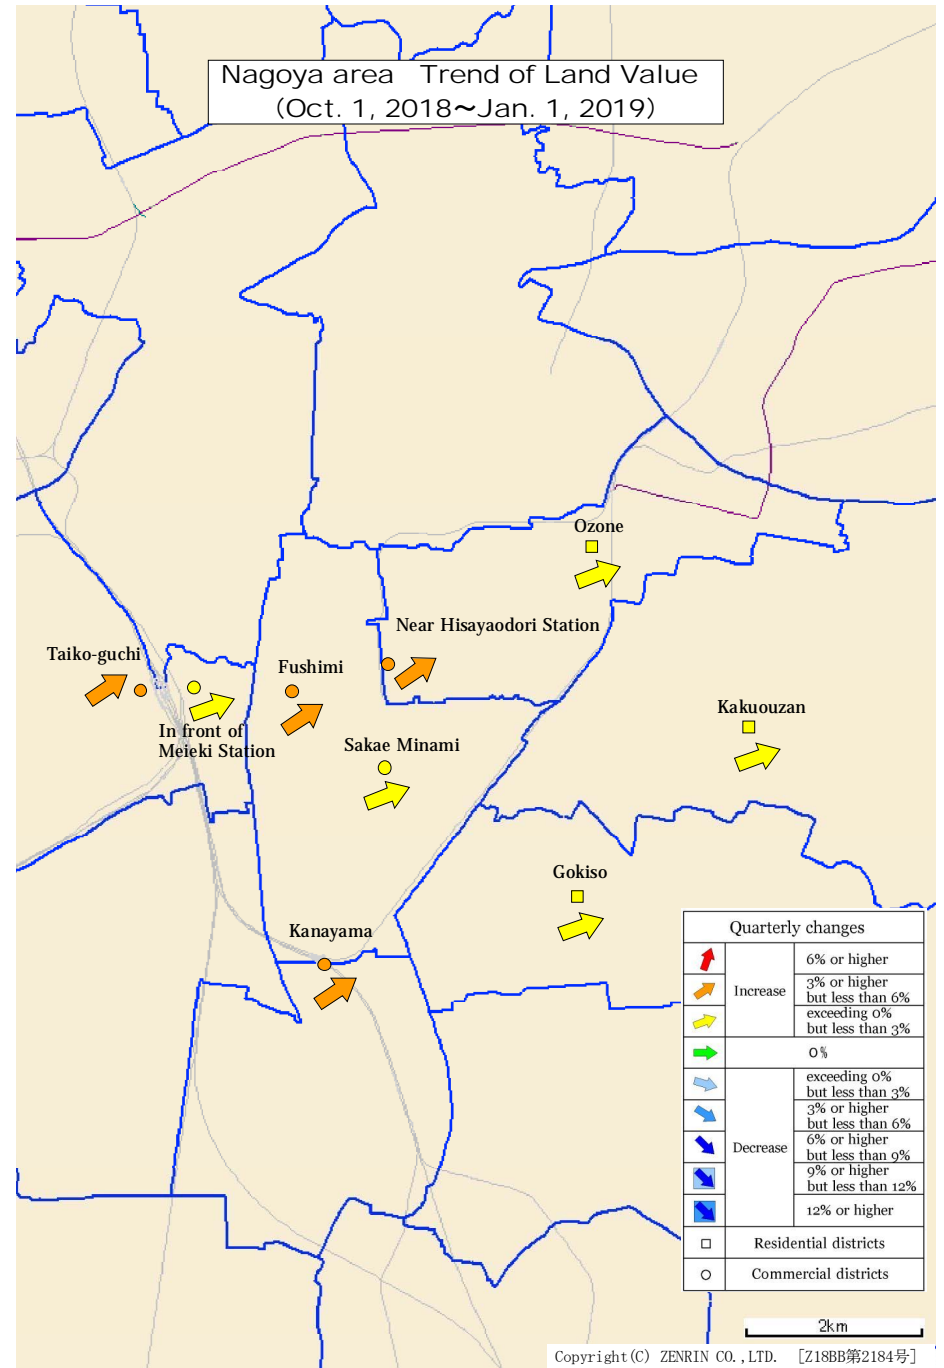 Nagoya area Trend of Land Value
(Oct. 1, 2018～Jan. 1, 2019)
Ozone
Near Hisayaodori Station
Taiko-guchi
Fushimi
In front of
Meieki Station
Sakae Minami
Kakuouzan
Gokiso
Kanayama
Quarterly changes
Increase
6% or higher
3% or higher
but less than 6%
exceeding 0%
but less than 3%
0%
Decrease
exceeding 0%
but less than 3%
3% or higher
but less than 6%
6% or higher
but less than 9%
9% or higher
but less than 12%
12% or higher
Residential districts
Commercial districts
2km
Copyright(C) ZENRIN CO.,LTD. [Z18BB第2184号]